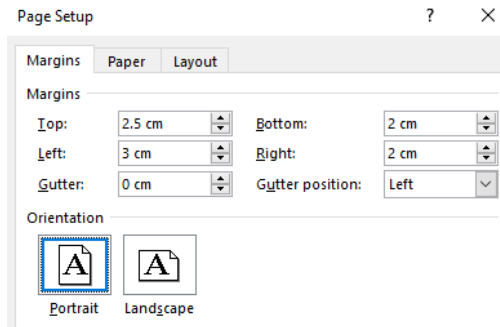 Page Setup ? ×
Margins Paper Layout
Margins
Top: 2.5 cm Bottom: 2 cm
Left: 3 cm Right: 2 cm
Gutter: 0 cm Gutter position: Left
Orientation
A A
Portrait Landscape